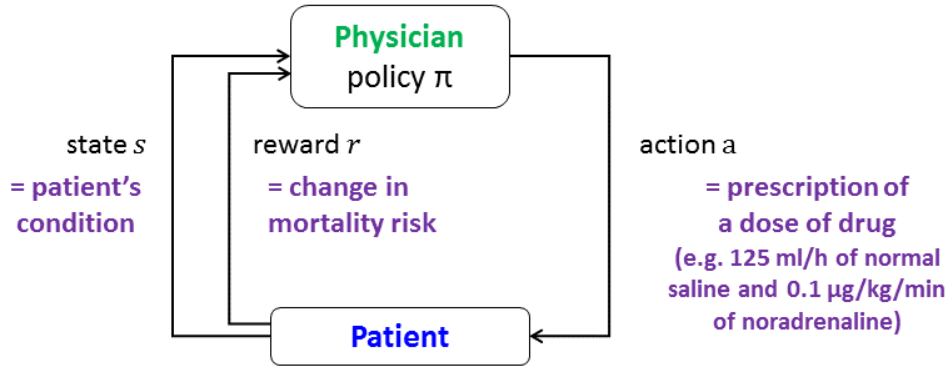 Physician
policy π
state s
= patient's
condition
reward r
= change in
mortality risk
action a
= prescription of
a dose of drug
(e.g. 125 ml/h of normal
saline and 0.1 µg/kg/min
of noradrenaline)
Patient